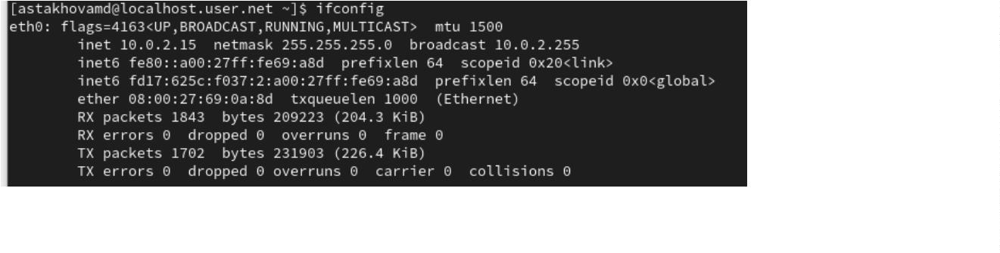 [astakhovamd@localhost.user.net ~]$ ifconfig
eth0: flags=4163<UP,BROADCAST,RUNNING,MULTICAST>  mtu 1500
        inet 10.0.2.15  netmask 255.255.255.0  broadcast 10.0.2.255
        inet6 fe80::a00:27ff:fe69:a8d  prefixlen 64  scopeid 0x20<link>
        inet6 fd17:625c:f037:2:a00:27ff:fe69:a8d  prefixlen 64  scopeid 0x0<global>
        ether 08:00:27:69:0a:8d  txqueuelen 1000  (Ethernet)
        RX packets 1843  bytes 209223 (204.3 KiB)
        RX errors 0  dropped 0  overruns 0  frame 0
        TX packets 1702  bytes 231903 (226.4 KiB)
        TX errors 0  dropped 0 overruns 0  carrier 0  collisions 0